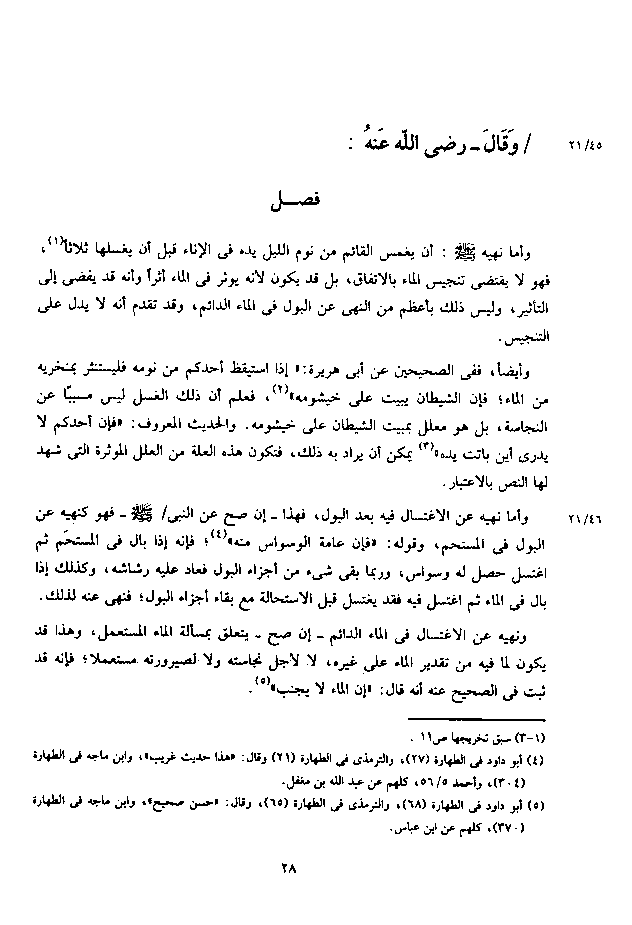 ٢١/٤٥ / وَقَالَ ـ رضى اللّه عَنهُ :
فصـــل
وأما نهيه ﷺ : أن يغمس القائم من نوم الليل يده فى الإناء قبل أن يغسلها ثلاثاً(١)،
فهو لا يقتضى تنجيس الماء بالاتفاق، بل قد يكون لأنه يوثر فى الماء أثراً وأنه قد يفضى إلى
التأثير، وليس ذلك بأعظم من النهى عن البول فى الماء الدائم، وقد تقدم أنه لا يدل على
التنجيس.
وأيضاً، ففى الصحيحين عن أبى هريرة: «إذا استيقظ أحدكم من نومه فليستنثر بمنخريه
من الماء؛ فإن الشيطان يبيت على خيشومه»(٢)، فعلم أن ذلك الغسل ليس مسبباً عن
النجاسة، بل هو معلل بمبيت الشيطان على خيشومه. والحديث المعروف: «فإن أحدكم لا
يدرى أين باتت يده»(٣) يمكن أن يراد به ذلك، فتكون هذه العلة من العلل الموثرة التى شهد
لها النص بالاعتبار.
٢١/٤٦ وأما نهيه عن الاغتسال فيه بعد البول، فهذا ـ إن صح عن النبى/ ﷺ ـ فهو كنهيه عن
البول فى المستحم، وقوله: «فإن عامة الوسواس منه»(٤)؛ فإنه إذا بال فى المستحَم ثم
اغتسل حصل له وسواس، وربما بقى شىء من أجزاء البول فعاد عليه رشاشه، وكذلك إذا
بال فى الماء ثم اغتسل فيه فقد يغتسل قبل الاستحالة مع بقاء أجزاء البول؛ فنهى عنه لذلك.
ونهيه عن الاغتسال فى الماء الدائم ـ إن صح ـ يتعلق بمسألة الماء المستعمل، وهذا قد
يكون لما فيه من تقدير الماء على غيره، لا لأجل نجاسته ولا لصيرورته مستعملا؛ فإنه قد
ثبت فى الصحيح عنه أنه قال: «إن الماء لا يجنب»(٥).
(١-٣) سبق تخريجها ص١١ .
(٤) أبو داود فى الطهارة (٢٧)، والترمذى فى الطهارة (٢١) وقال: «هذا حديث غريب»، وابن ماجه فى الطهارة
(٣٠٤)، وأحمد ٥٦/٥، كلهم عن عبد الله بن مغفل.
(٥) أبو داود فى الطهارة (٦٨)، والترمذى فى الطهارة (٦٥)، وقال: «حسن صحيح»، وابن ماجه فى الطهارة
(٣٧٠)، كلهم عن ابن عباس.
٢٨